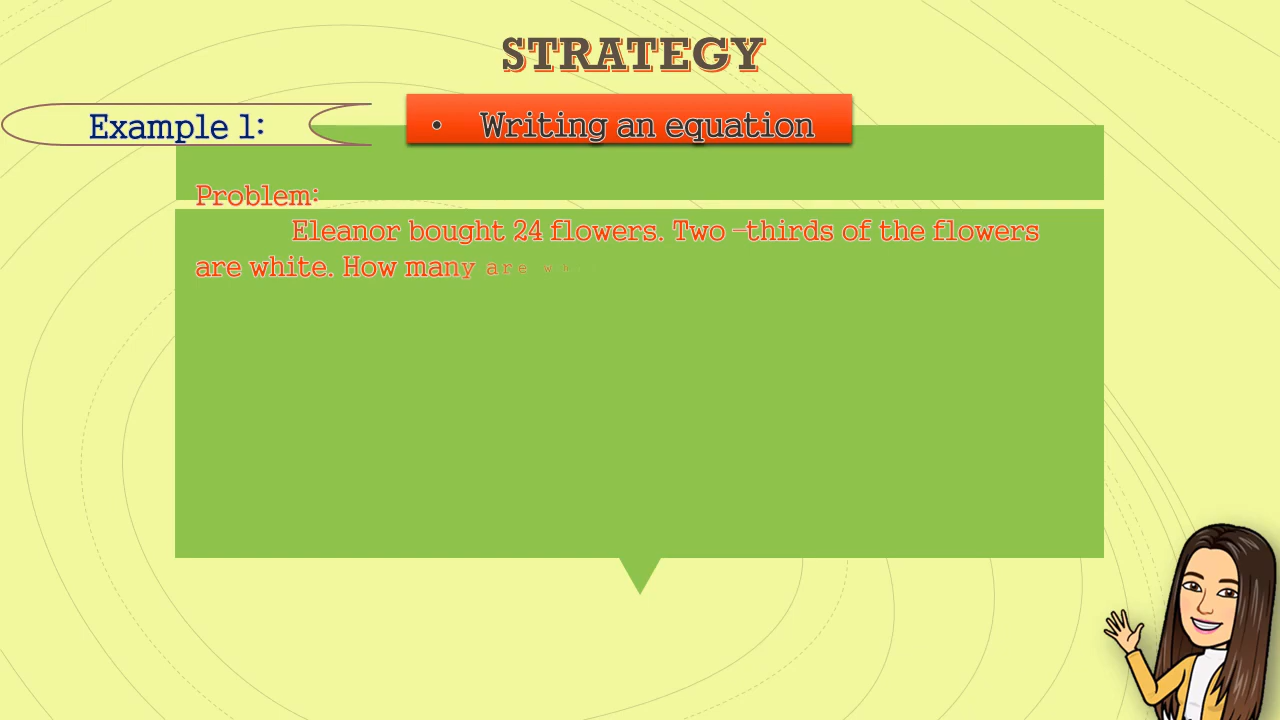 STRATEGY
Example 1:
• Writing an equation
Problem:
Eleanor bought 24 flowers. Two –thirds of the flowers
are white. How many are